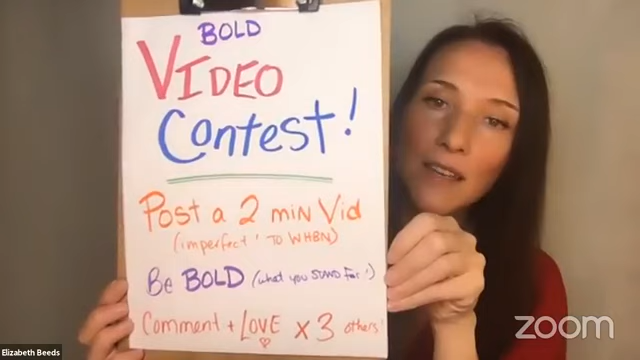 BOLD
VIDEO
Contest!
Post a 2 min Vid
(imperfect! TO WHBN)
Be BOLD (what you STAND For!)
Comment + LOVE x 3 others!
zoom
Elizabeth Beeds